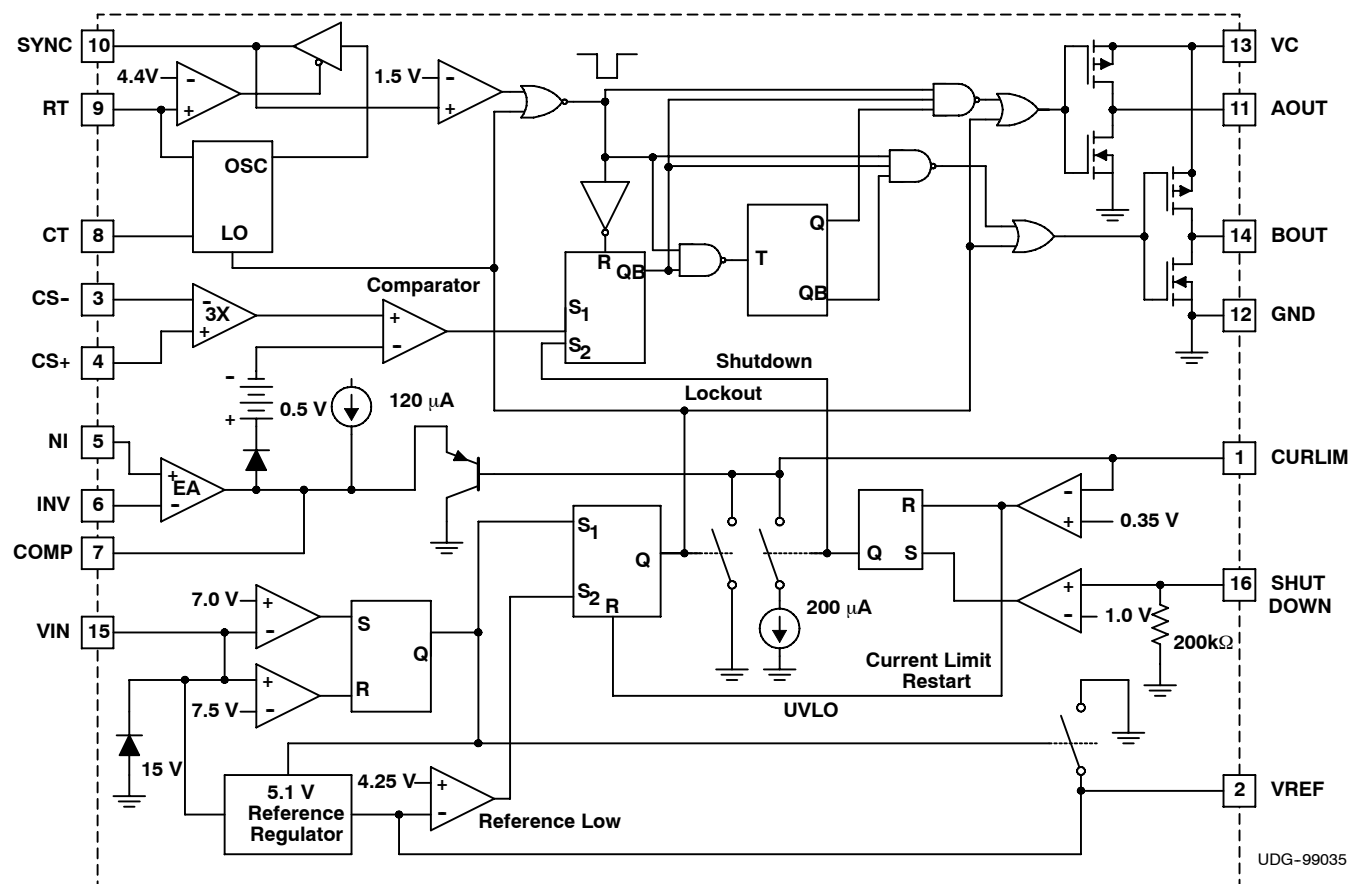 SYNC 10
4.4V
-
+
1.5 V
-
+
13 VC
RT 9
11 AOUT
OSC
LO
CT 8
Q
T
QB
14 BOUT
R
QB
S1
S2
CS- 3
-
3X
+
CS+ 4
Comparator
+
-
12 GND
Shutdown
Lockout
-
+
0.5 V
120 μA
NI 5
+
EA
-
INV 6
COMP 7
1 CURLIM
R
Q S
-
+
0.35 V
S1
Q
S2
R
200 μA
+
-
1.0 V
16 SHUT
DOWN
200kΩ
7.0 V
+
-
VIN 15
S
Q
R
+
-
7.5 V
Current Limit
Restart
UVLO
15 V
5.1 V
Reference
Regulator
4.25 V
+
-
Reference Low
2 VREF
UDG-99035